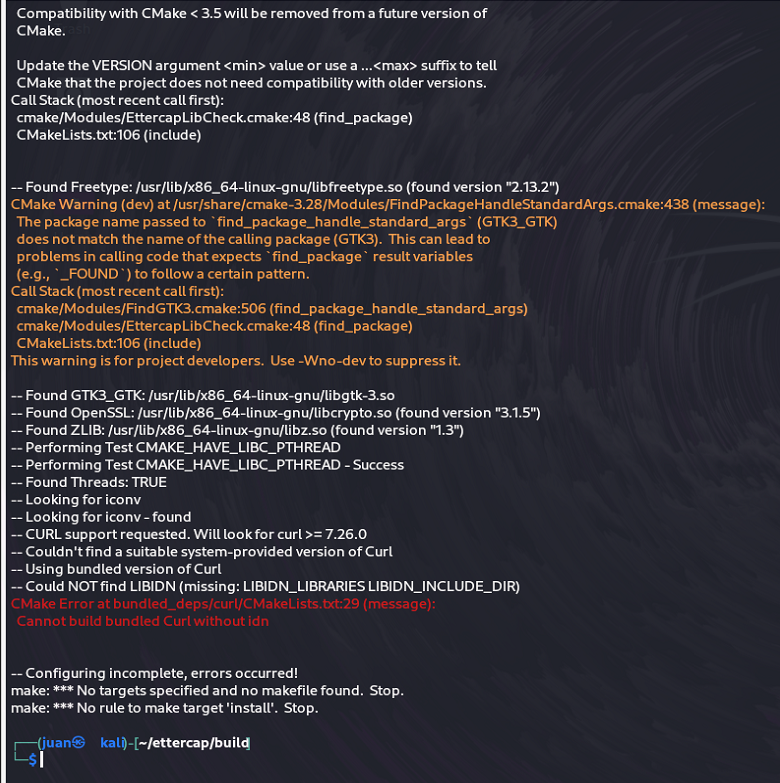 Compatibility with CMake < 3.5 will be removed from a future version of
CMake.
Update the VERSION argument <min> value or use a ...<max> suffix to tell
CMake that the project does not need compatibility with older versions.
Call Stack (most recent call first):
cmake/Modules/EttercapLibCheck.cmake:48 (find_package)
CMakeLists.txt:106 (include)
-- Found Freetype: /usr/lib/x86_64-linux-gnu/libfreetype.so (found version "2.13.2")
CMake Warning (dev) at /usr/share/cmake-3.28/Modules/FindPackageHandleStandardArgs.cmake:438 (message):
The package name passed to `find_package_handle_standard_args` (GTK3_GTK)
does not match the name of the calling package (GTK3). This can lead to
problems in calling code that expects `find_package` result variables
(e.g., `_FOUND`) to follow a certain pattern.
Call Stack (most recent call first):
cmake/Modules/FindGTK3.cmake:506 (find_package_handle_standard_args)
cmake/Modules/EttercapLibCheck.cmake:48 (find_package)
CMakeLists.txt:106 (include)
This warning is for project developers. Use -Wno-dev to suppress it.
-- Found GTK3_GTK: /usr/lib/x86_64-linux-gnu/libgtk-3.so
-- Found OpenSSL: /usr/lib/x86_64-linux-gnu/libcrypto.so (found version "3.1.5")
-- Found ZLIB: /usr/lib/x86_64-linux-gnu/libz.so (found version "1.3")
-- Performing Test CMAKE_HAVE_LIBC_PTHREAD
-- Performing Test CMAKE_HAVE_LIBC_PTHREAD - Success
-- Found Threads: TRUE
-- Looking for iconv
-- Looking for iconv - found
-- CURL support requested. Will look for curl >= 7.26.0
-- Couldn't find a suitable system-provided version of Curl
-- Using bundled version of Curl
-- Could NOT find LIBIDN (missing: LIBIDN_LIBRARIES LIBIDN_INCLUDE_DIR)
CMake Error at bundled_deps/curl/CMakeLists.txt:29 (message):
Cannot build bundled Curl without idn
-- Configuring incomplete, errors occurred!
make: *** No targets specified and no makefile found. Stop.
make: *** No rule to make target 'install'. Stop.
┌──(juan㉿kali)-[~/ettercap/build]
└─$